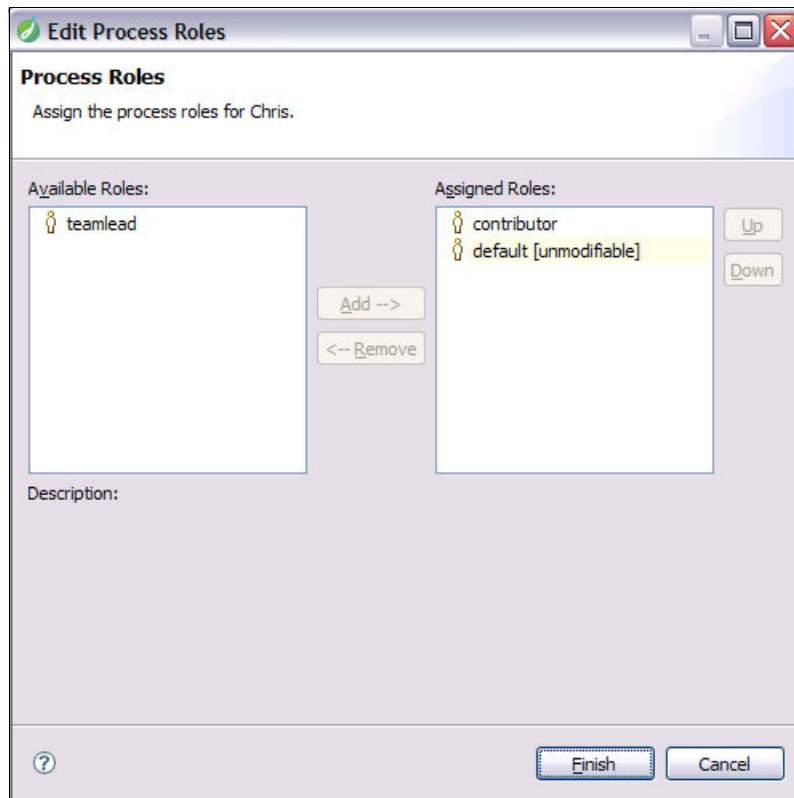 Edit Process Roles
Process Roles
Assign the process roles for Chris.
Available Roles:
teamlead
Add -->
<-- Remove
Assigned Roles:
contributor
default [unmodifiable]
Up
Down
Description:
?
Finish
Cancel